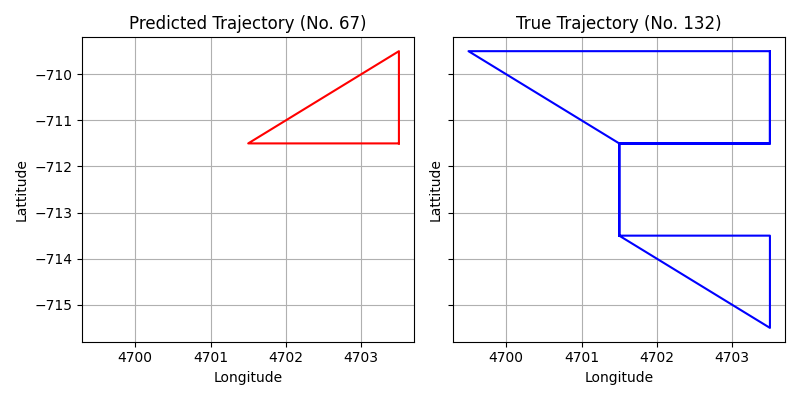 Predicted Trajectory (No. 67)
True Trajectory (No. 132)
Lattitude
−710
−711
−712
−713
−714
−715
4700
4701
4702
4703
Longitude
Lattitude
4700
4701
4702
4703
Longitude